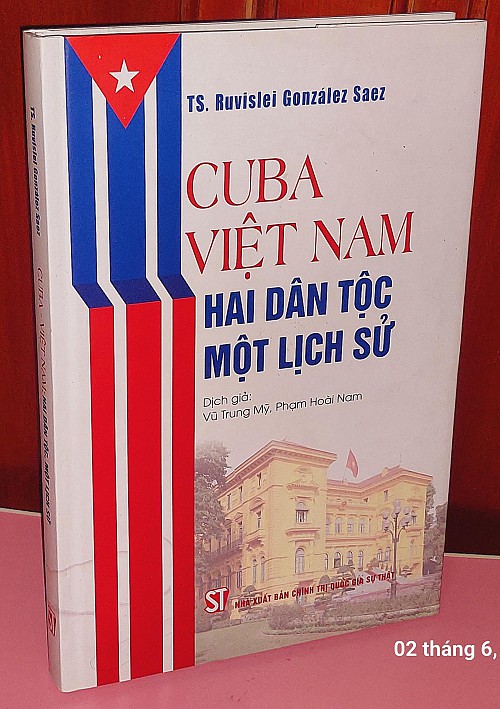 TS. Ruvislei González Saez
CUBA
VIỆT NAM
HAI DÂN TỘC
MỘT LỊCH SỬ
Dịch giả:
Vũ Trung Mỹ, Phạm Hoài Nam
ST NHÀ XUẤT BẢN CHÍNH TRỊ QUỐC GIA SỰ THẬT
TS. Ruvislei González Saez
CUBA VIỆT NAM HAI DÂN TỘC MỘT LỊCH SỬ
ST
02 tháng 6,